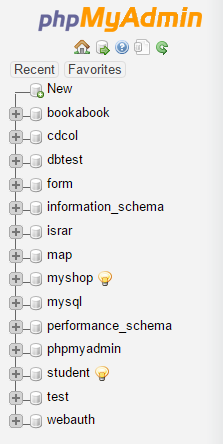 phpMyAdmin
Recent Favorites
New
bookabook
cdcol
dbtest
form
information_schema
israr
map
myshop
mysql
performance_schema
phpmyadmin
student
test
webauth